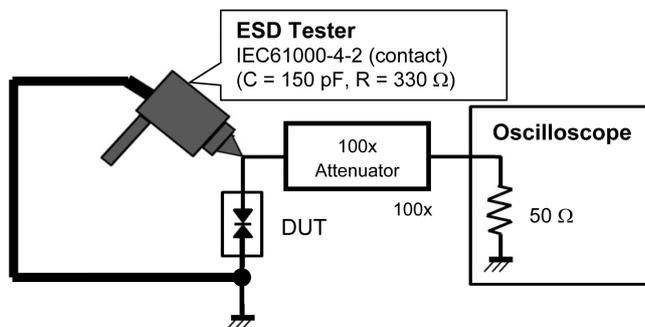 ESD Tester
IEC61000-4-2 (contact)
(C = 150 pF, R = 330 Ω)
Oscilloscope
100x
Attenuator
100x
50 Ω
DUT